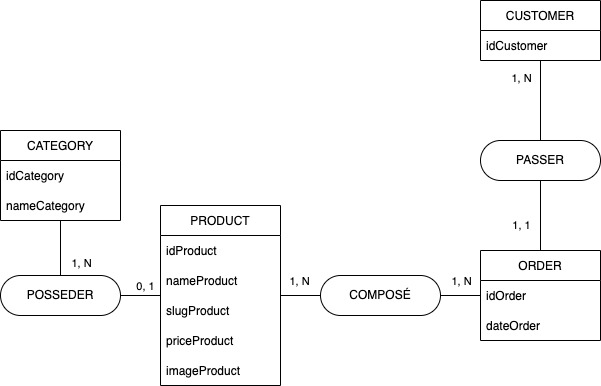 CUSTOMER
idCustomer
1, N
PASSER
1, 1
CATEGORY
idCategory
nameCategory
1, N
POSSEDER
0, 1
PRODUCT
idProduct
nameProduct
slugProduct
priceProduct
imageProduct
1, N
COMPOSÉ
1, N
ORDER
idOrder
dateOrder